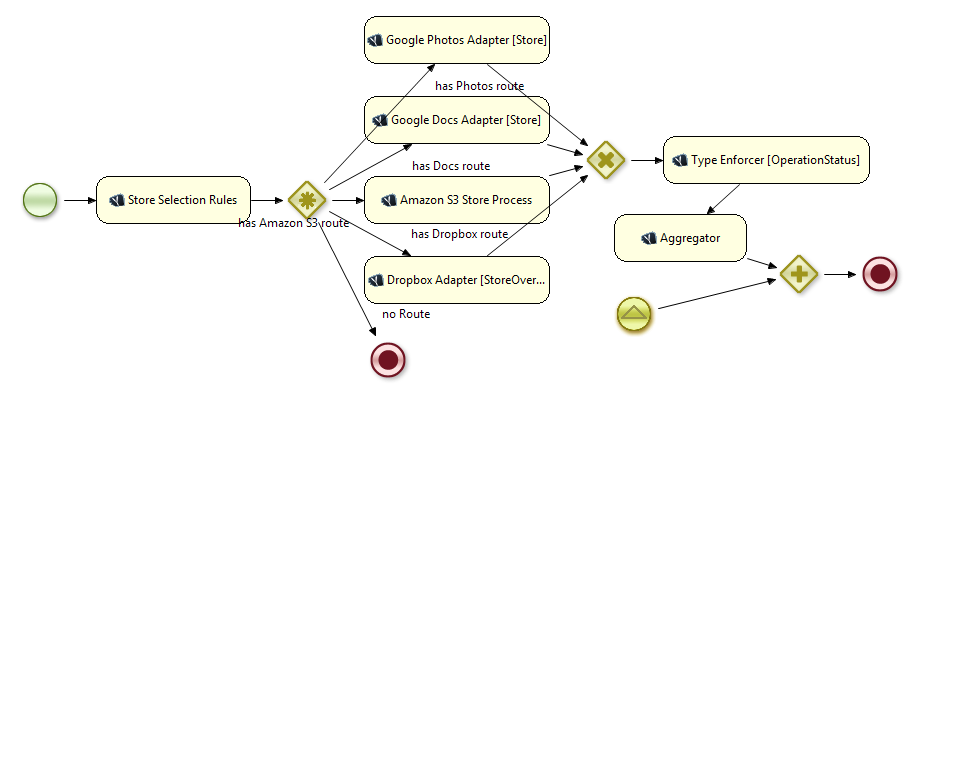 Google Photos Adapter [Store]
has Photos route
Google Docs Adapter [Store]
has Docs route
Type Enforcer [OperationStatus]
Store Selection Rules
Amazon S3 Store Process
has Amazon S3 route
has Dropbox route
Aggregator
Dropbox Adapter [StoreOver...
no Route